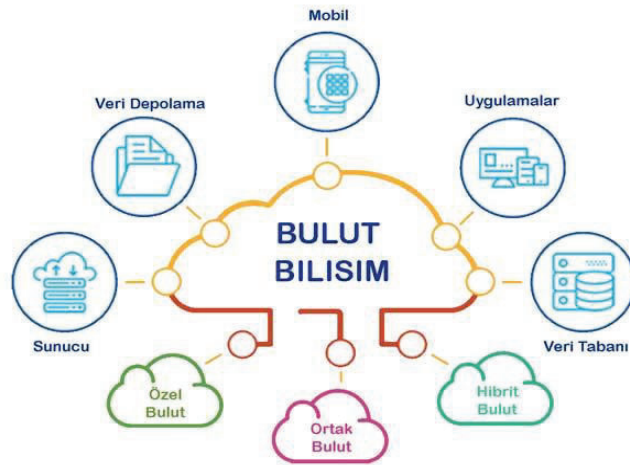 Mobil
Veri Depolama
Uygulamalar
BULUT
BILISIM
Sunucu
Veri Tabanı
Özel
Bulut
Ortak
Bulut
Hibrit
Bulut